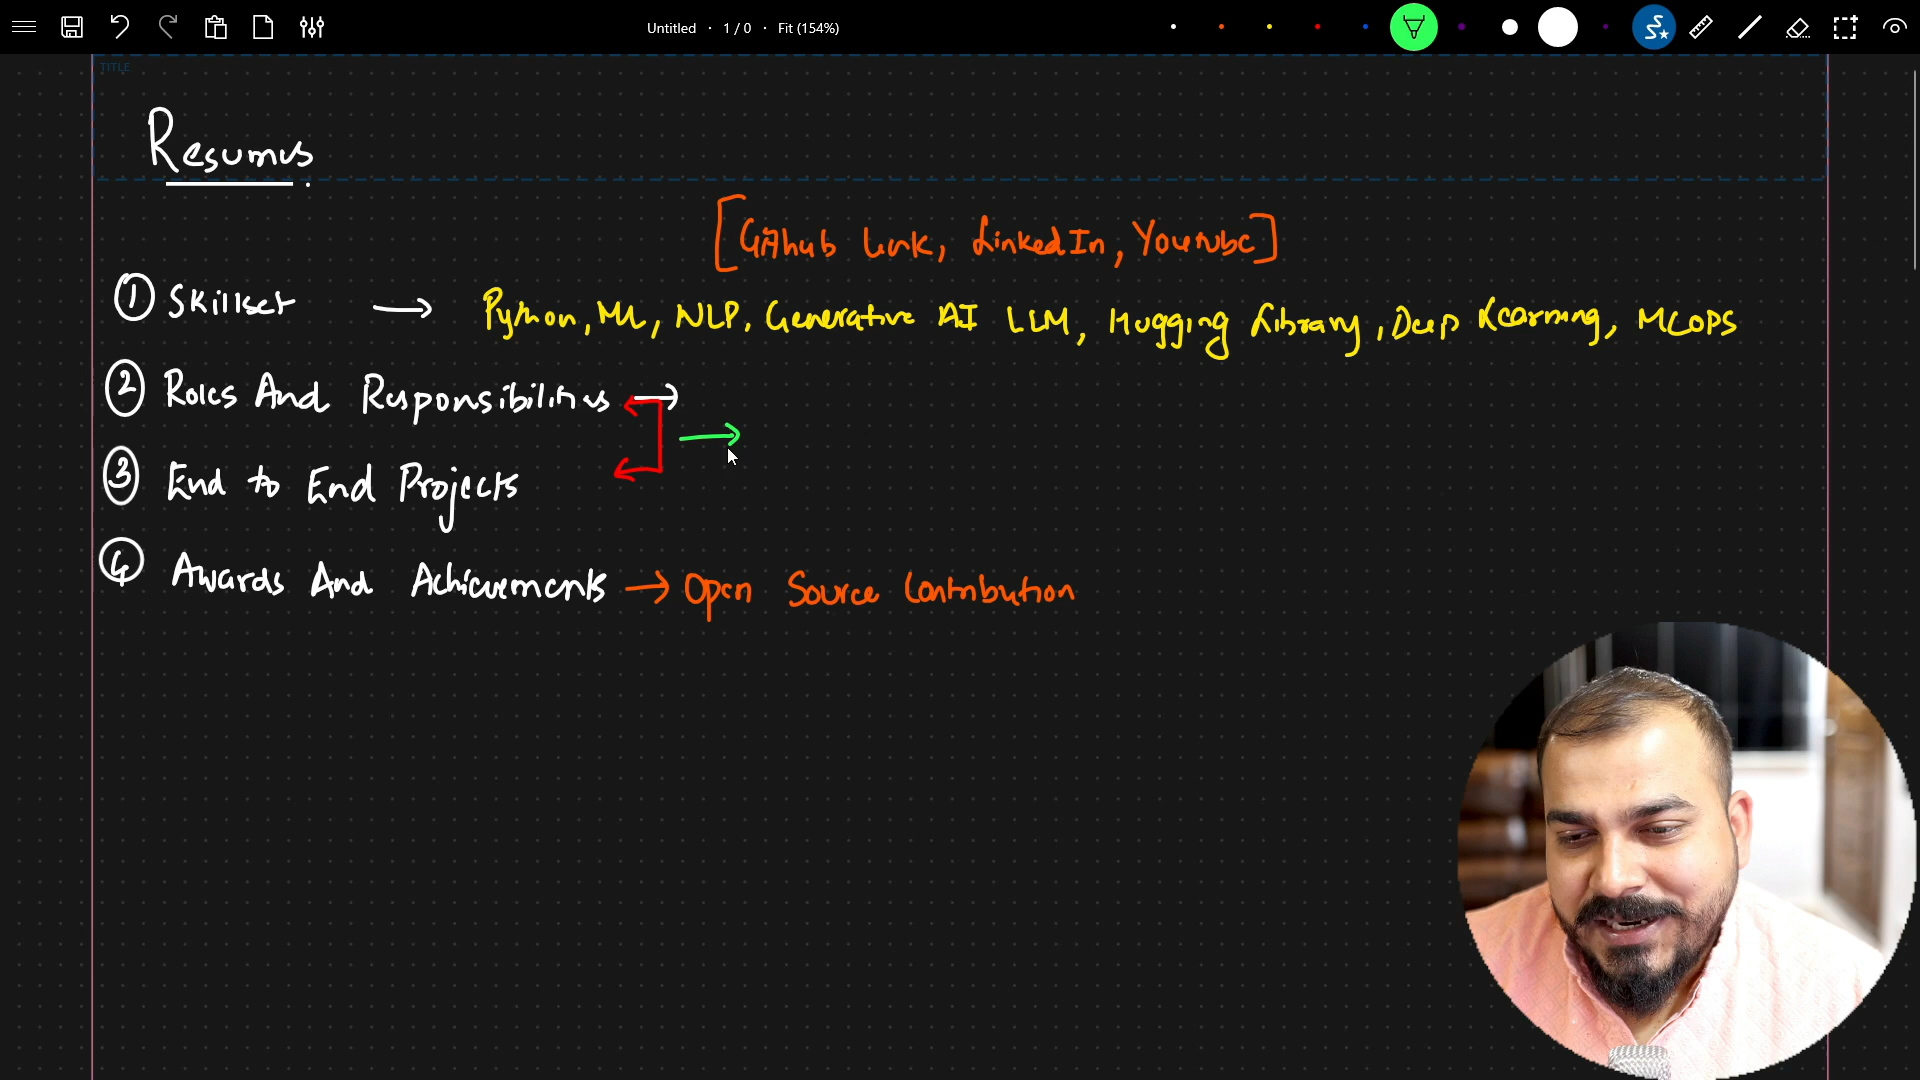 Untitled · 1 / 0 · Fit (154%)
TITLE
Resumes
[Github link, LinkedIn, Youtube]
① Skillset → Python, ML, NLP, Generative AI LLM, Hugging Library, Deep Learning, MLOPS
② Roles And Responsibilities →
③ End to End Projects
④ Awards And Achievements → Open Source Contribution